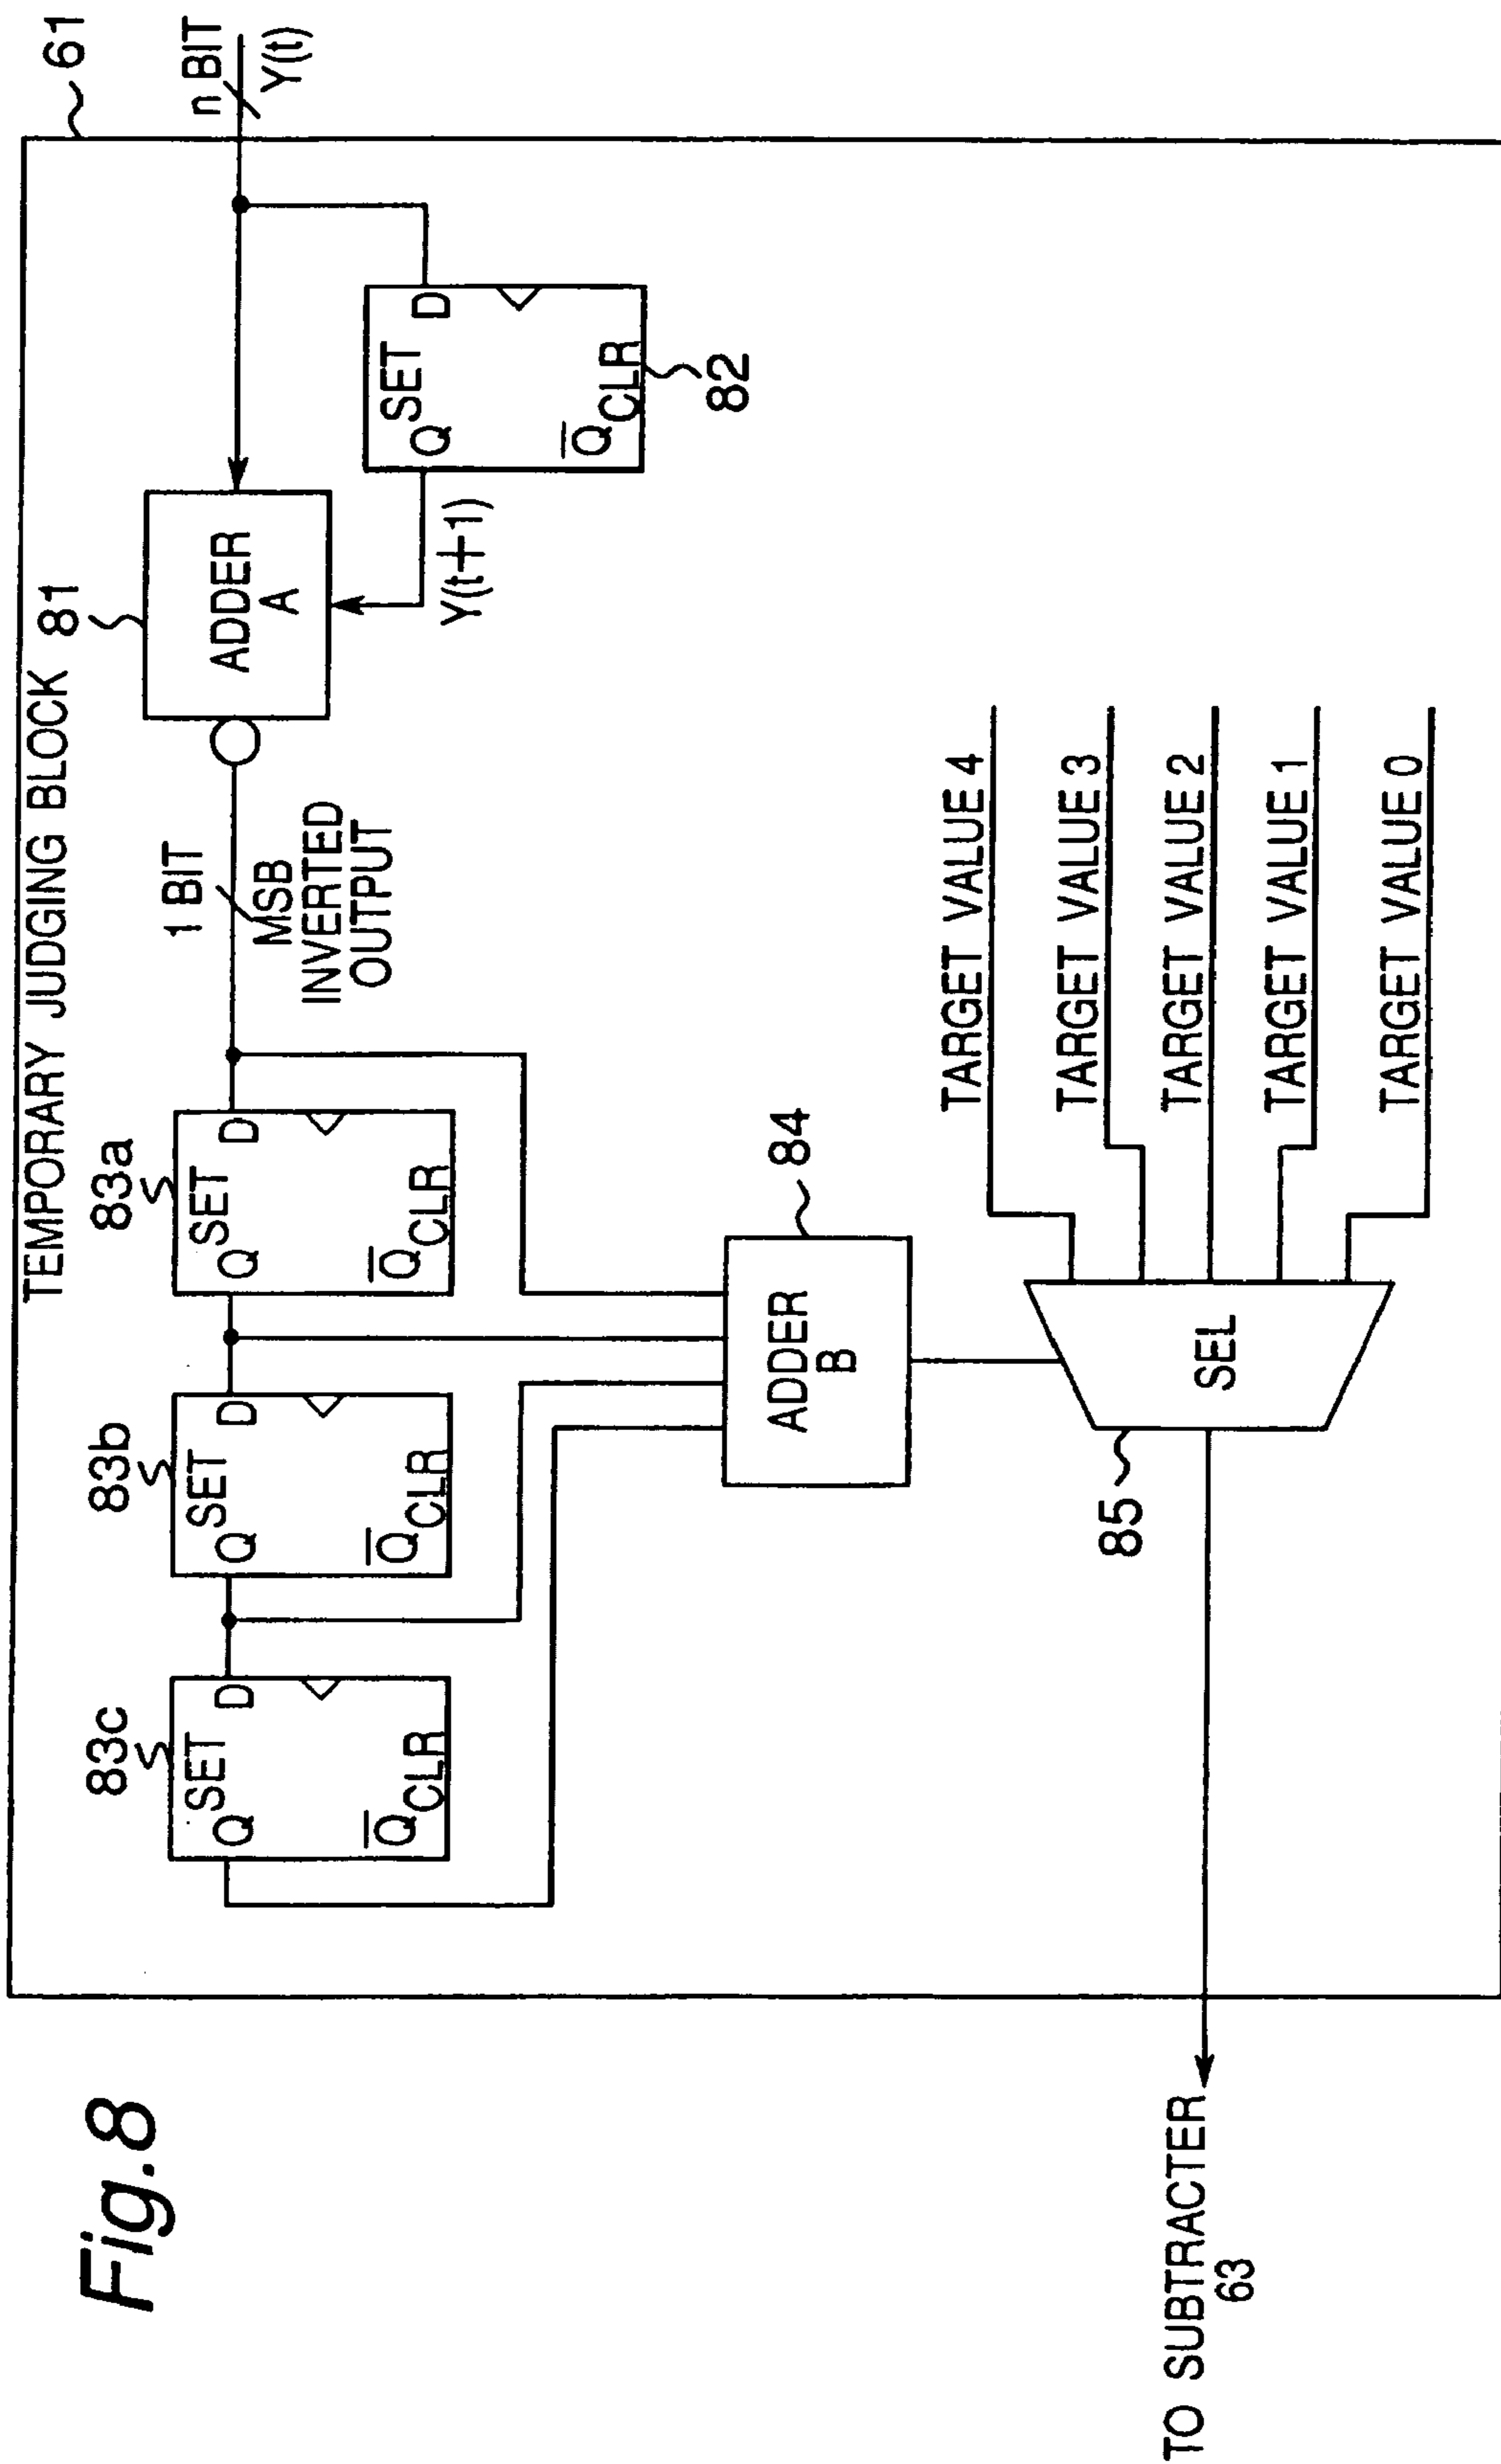 Fig.8
61
TEMPORARY JUDGING BLOCK
n BIT
Y(t)
81
ADDER
A
Y(t+1)
SET
D
Q
Q
CLR
82
1 BIT
MSB
INVERTED
OUTPUT
83a
SET
D
Q
Q
CLR
83b
SET
D
Q
Q
CLR
83c
SET
D
Q
Q
CLR
84
ADDER
B
TARGET VALUE 4
TARGET VALUE 3
TARGET VALUE 2
TARGET VALUE 1
TARGET VALUE 0
SEL
85
TO SUBTRACTER
63